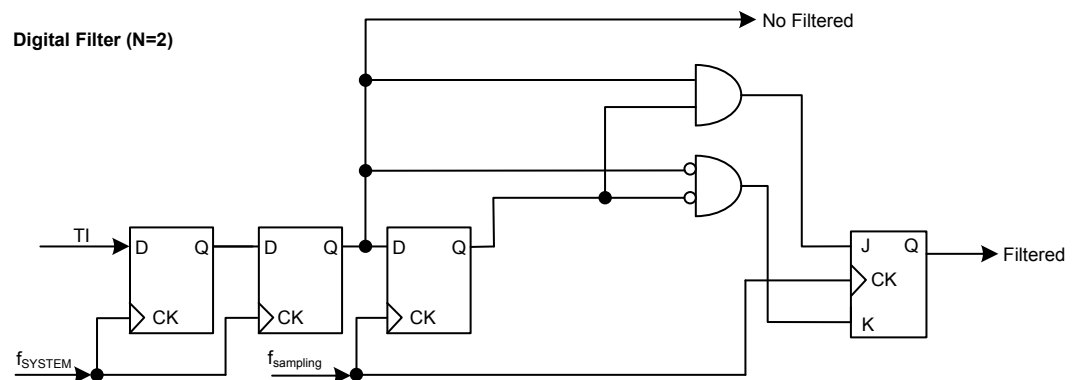 No Filtered
Digital Filter (N=2)
TI
D Q D Q D Q
J Q
CK
Filtered
CK CK CK
K
fSYSTEM
fsampling